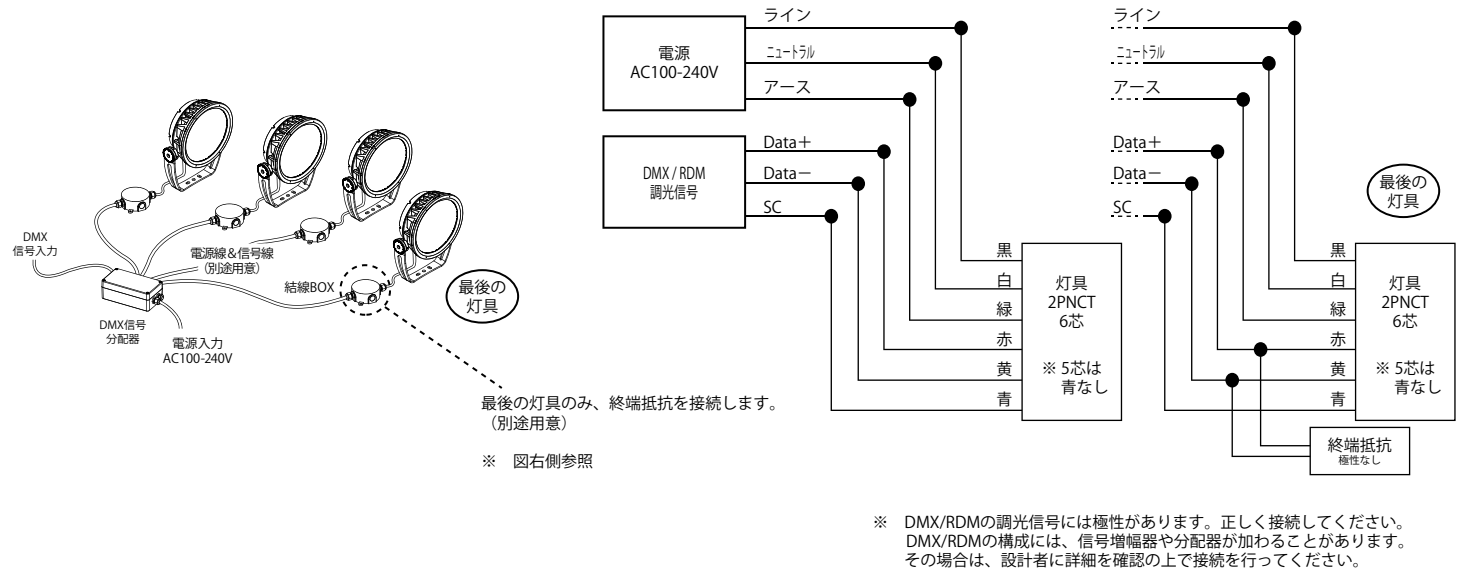 DMX
信号入力
電源線&信号線
（別途用意）
結線BOX
最後の
灯具
DMX信号
分配器
電源入力
AC100-240V
最後の灯具のみ、終端抵抗を接続します。
（別途用意）
※　図右側参照
電源
AC100-240V
ライン
ニュートラル
アース
DMX / RDM
調光信号
Data＋
Data－
SC
黒
白
緑
赤
黄
青
灯具
2PNCT
6芯
※ 5芯は
青なし
ライン
ニュートラル
アース
Data＋
Data－
SC
最後の
灯具
黒
白
緑
赤
黄
青
灯具
2PNCT
6芯
※ 5芯は
青なし
終端抵抗
極性なし
※　DMX/RDMの調光信号には極性があります。正しく接続してください。
DMX/RDMの構成には、信号増幅器や分配器が加わることがあります。
その場合は、設計者に詳細を確認の上で接続を行ってください。